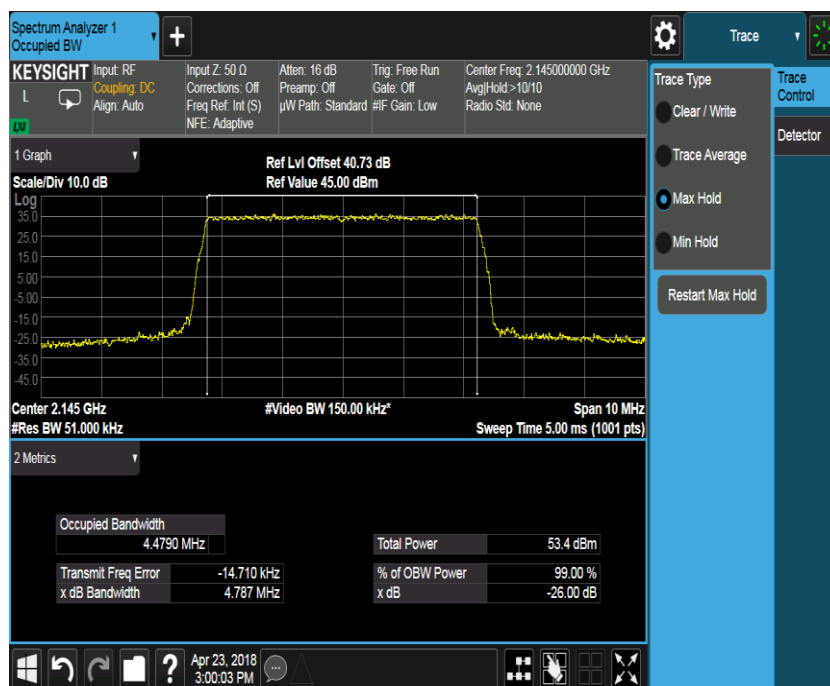 Spectrum Analyzer 1
Occupied BW
+
Trace
KEYSIGHT
L
LXI
Input: RF
Coupling: DC
Align: Auto
Input Z: 50 Ω
Corrections: Off
Freq Ref: Int (S)
NFE: Adaptive
Atten: 16 dB
Preamp: Off
µW Path: Standard
Trig: Free Run
Gate: Off
#IF Gain: Low
Center Freq: 2.145000000 GHz
Avg|Hold:>10/10
Radio Std: None
Trace Type
Clear / Write
Trace Average
Max Hold
Min Hold
Restart Max Hold
Trace
Control
Detector
1 Graph
Scale/Div 10.0 dB
Ref Lvl Offset 40.73 dB
Ref Value 45.00 dBm
Log
35.0
25.0
15.0
5.00
-5.00
-15.0
-25.0
-35.0
-45.0
Center 2.145 GHz
#Video BW 150.00 kHz*
Span 10 MHz
#Res BW 51.000 kHz
Sweep Time 5.00 ms (1001 pts)
2 Metrics
Occupied Bandwidth
4.4790 MHz
Total Power 53.4 dBm
Transmit Freq Error -14.710 kHz
% of OBW Power 99.00 %
x dB Bandwidth 4.787 MHz
x dB -26.00 dB
?
Apr 23, 2018
3:00:03 PM